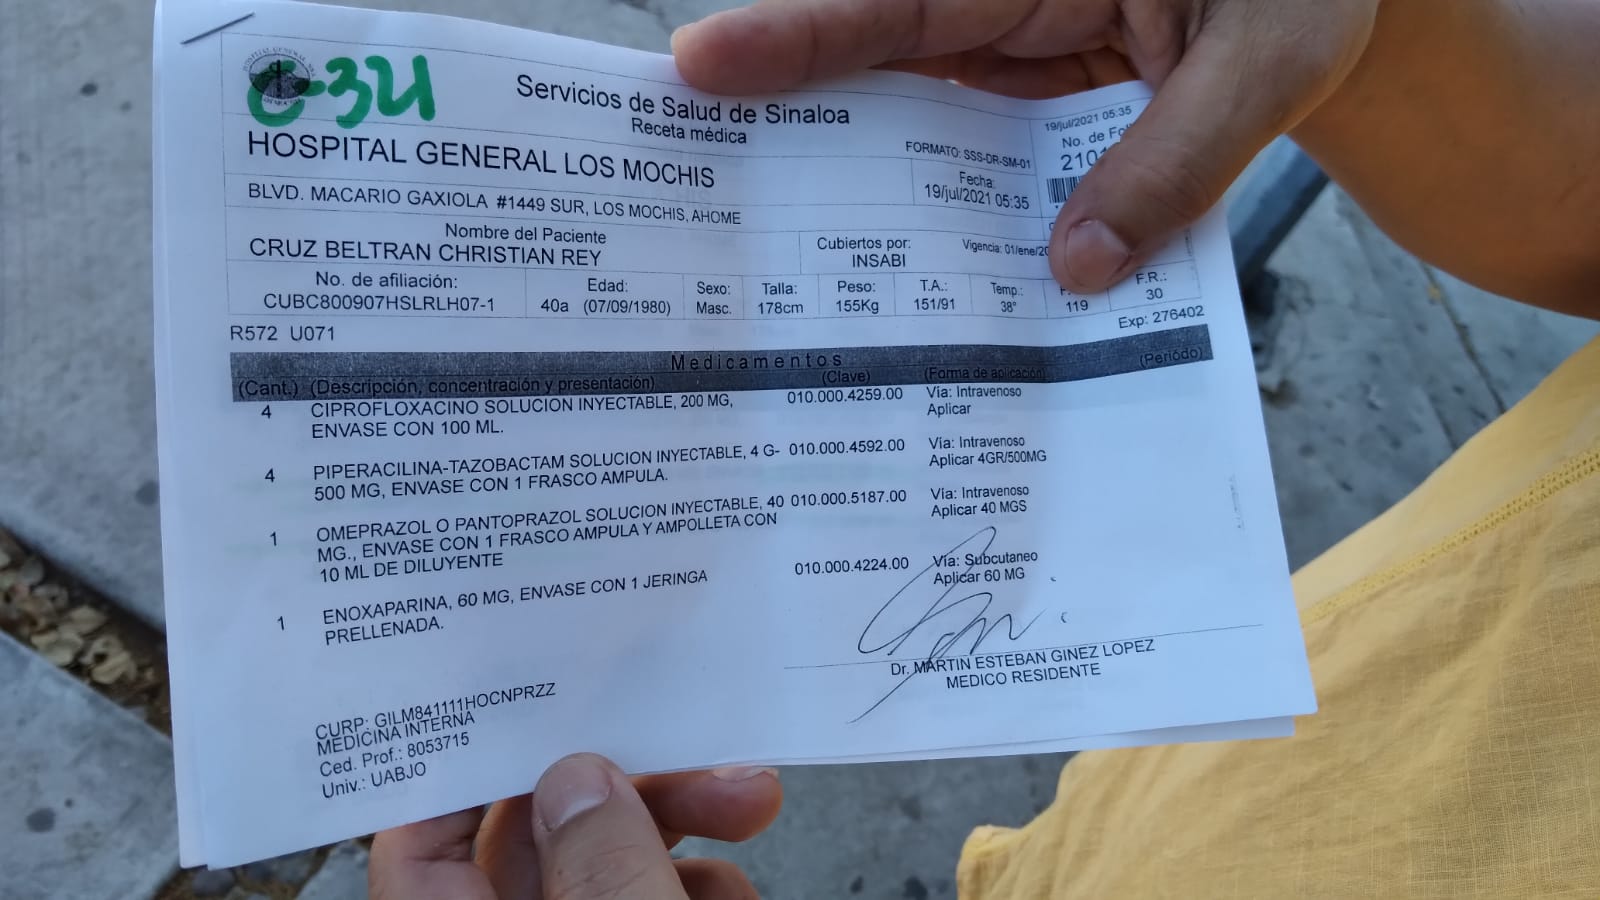 C-324
Servicios de Salud de Sinaloa
Receta médica
19/jul/2021 05:35
HOSPITAL GENERAL LOS MOCHIS
FORMATO: SSS-DR-SM-01
No. de
BLVD. MACARIO GAXIOLA #1449 SUR, LOS MOCHIS, AHOME
Fecha:
19/jul/2021 05:35
Nombre del Paciente
CRUZ BELTRAN CHRISTIAN REY
Cubiertos por:
INSABI
Vigencia: 01/ene/20
No. de afiliación:
CUBC800907HSLRLH07-1
Edad:
40a (07/09/1980)
Sexo:
Masc.
Talla:
178cm
Peso:
155Kg
T.A.:
151/91
Temp.:
38°
119
F.R.:
30
R572 U071
Exp: 276402
Medicamentos
(Cant.) (Descripción, concentración y presentación) (Clave) (Forma de aplicación) (Periódo)
4 CIPROFLOXACINO SOLUCION INYECTABLE, 200 MG, 010.000.4259.00 Vía: Intravenoso
ENVASE CON 100 ML. Aplicar
4 PIPERACILINA-TAZOBACTAM SOLUCION INYECTABLE, 4 G- 010.000.4592.00 Vía: Intravenoso
500 MG, ENVASE CON 1 FRASCO AMPULA. Aplicar 4GR/500MG
1 OMEPRAZOL O PANTOPRAZOL SOLUCION INYECTABLE, 40 010.000.5187.00 Vía: Intravenoso
MG., ENVASE CON 1 FRASCO AMPULA Y AMPOLLETA CON Aplicar 40 MGS
10 ML DE DILUYENTE
1 ENOXAPARINA, 60 MG, ENVASE CON 1 JERINGA 010.000.4224.00 Vía: Subcutaneo
PRELLENADA. Aplicar 60 MG
Dr. MARTIN ESTEBAN GINEZ LOPEZ
MEDICO RESIDENTE
CURP: GILM841111HOCNPRZZ
MEDICINA INTERNA
Ced. Prof.: 8053715
Univ.: UABJO